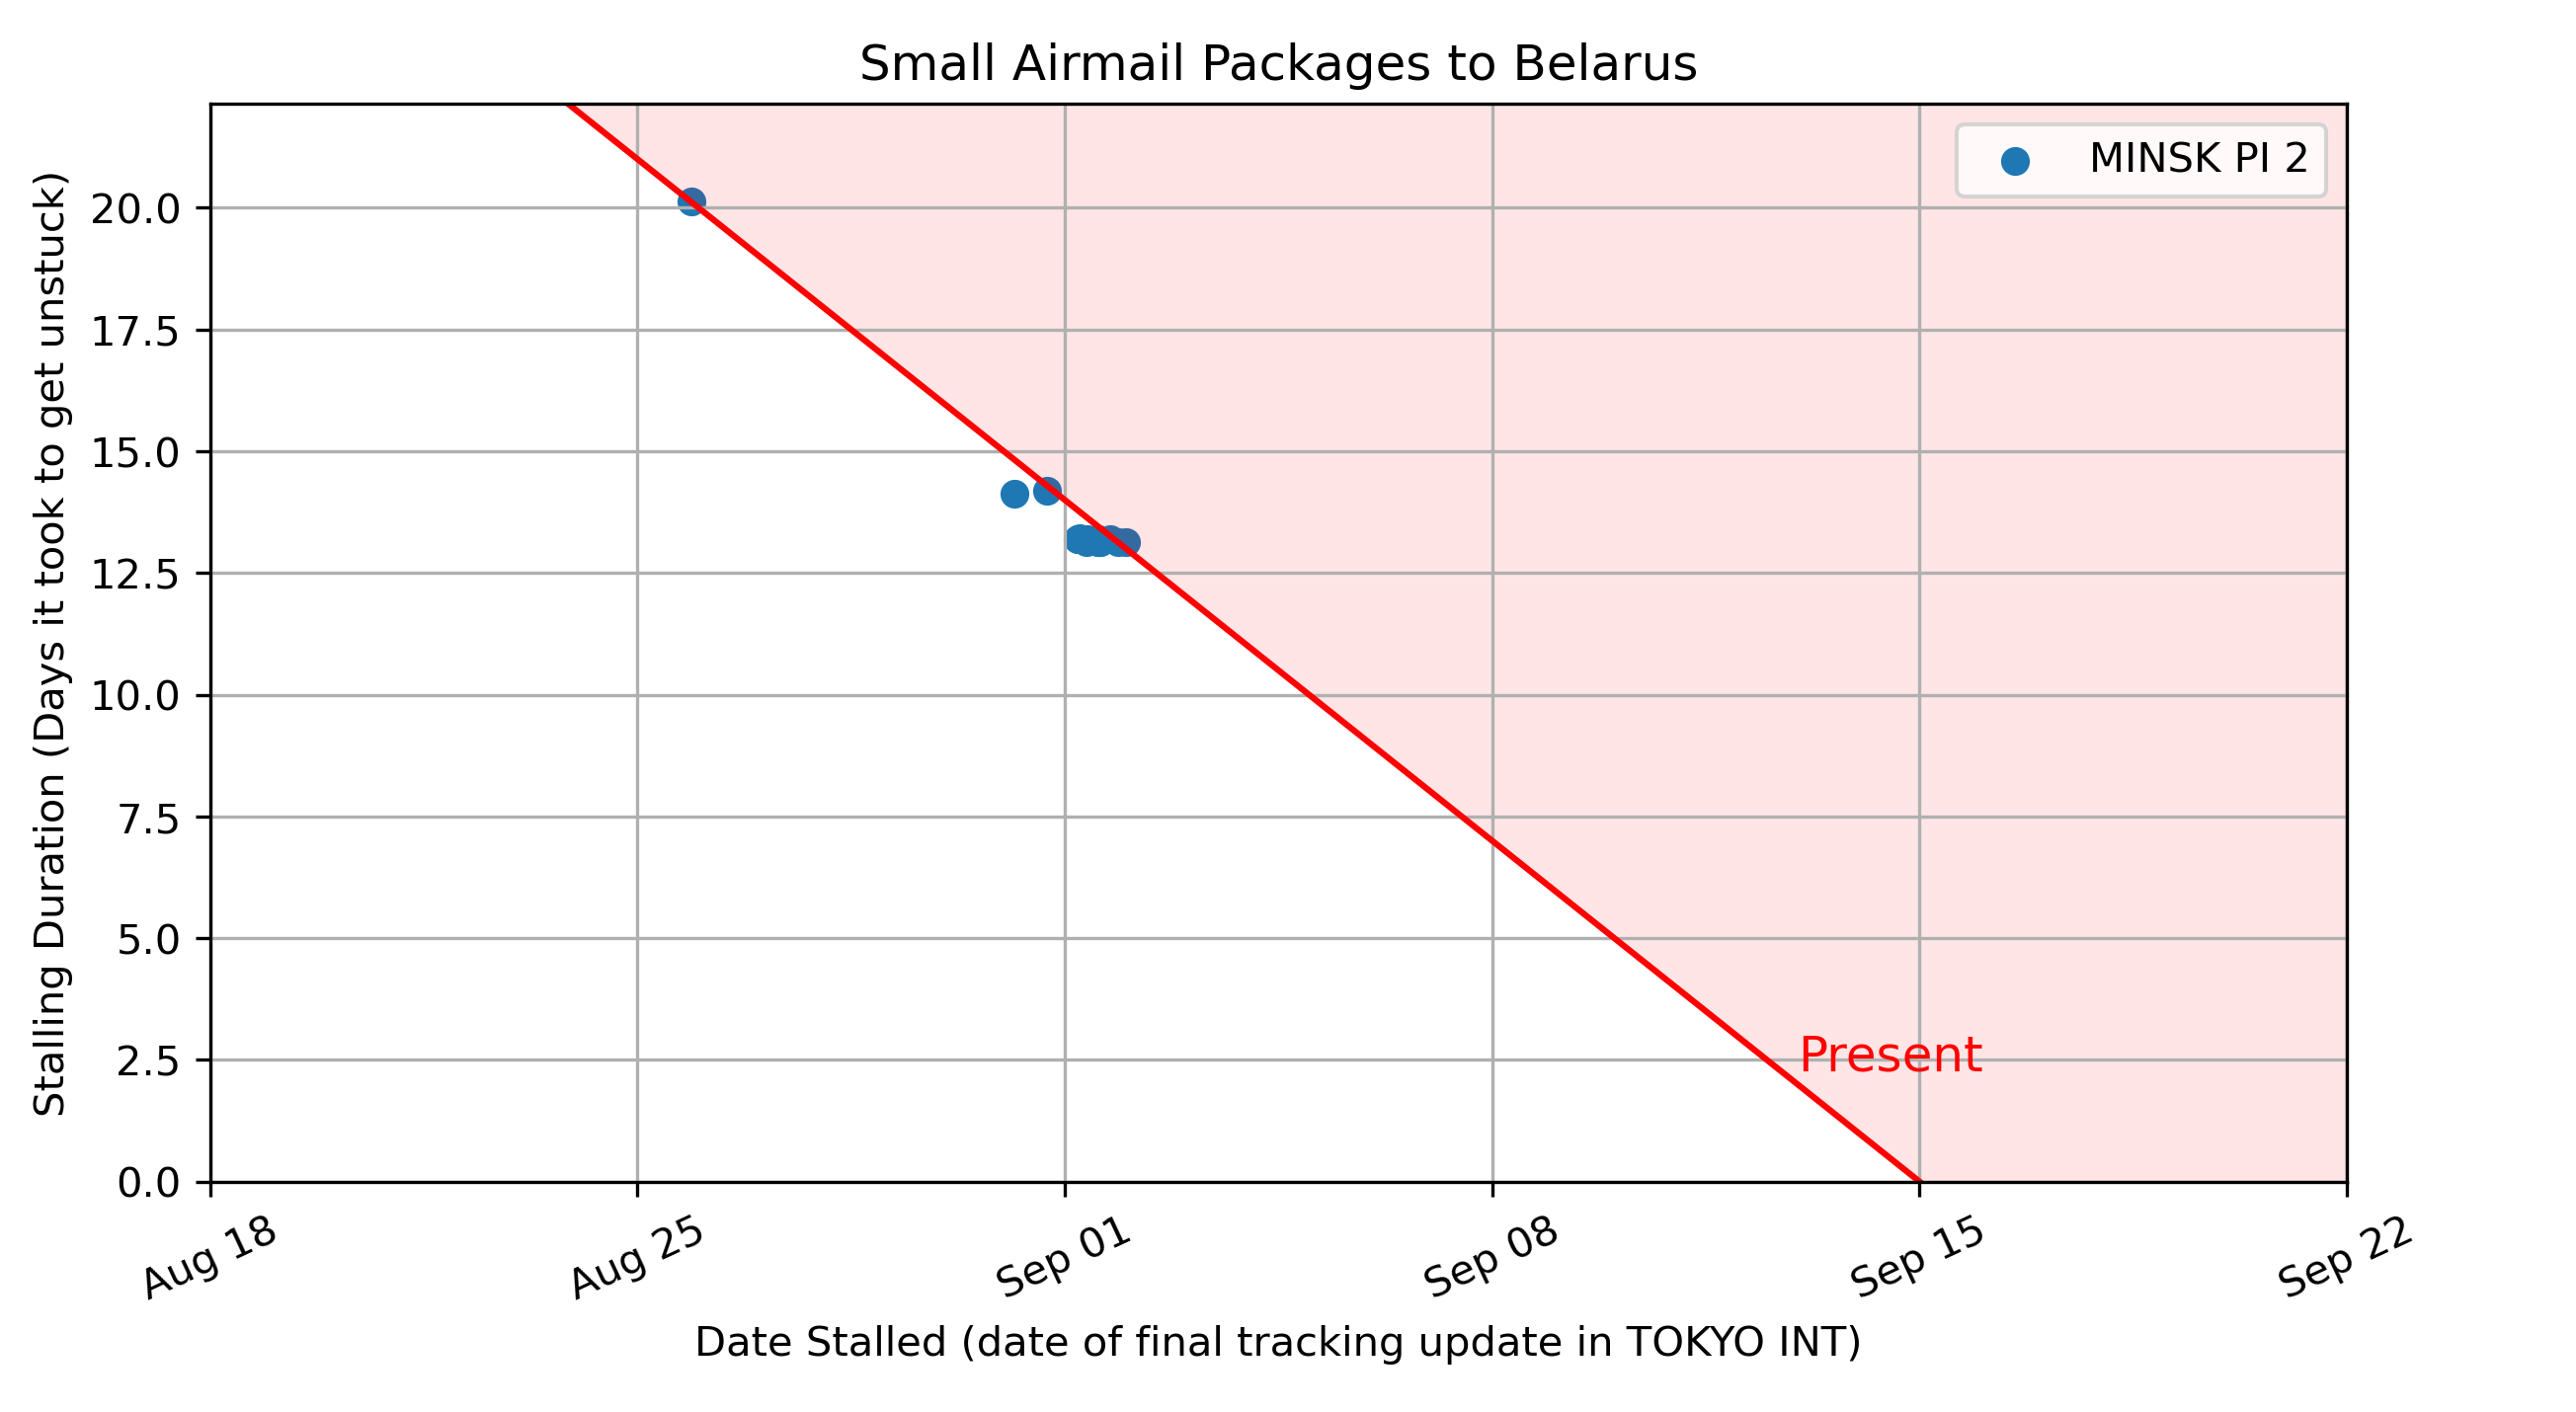 Small Airmail Packages to Belarus
MINSK PI 2
Stalling Duration (Days it took to get unstuck)
20.0
17.5
15.0
12.5
10.0
7.5
5.0
2.5
0.0
Present
Aug 18
Aug 25
Sep 01
Sep 08
Sep 15
Sep 22
Date Stalled (date of final tracking update in TOKYO INT)